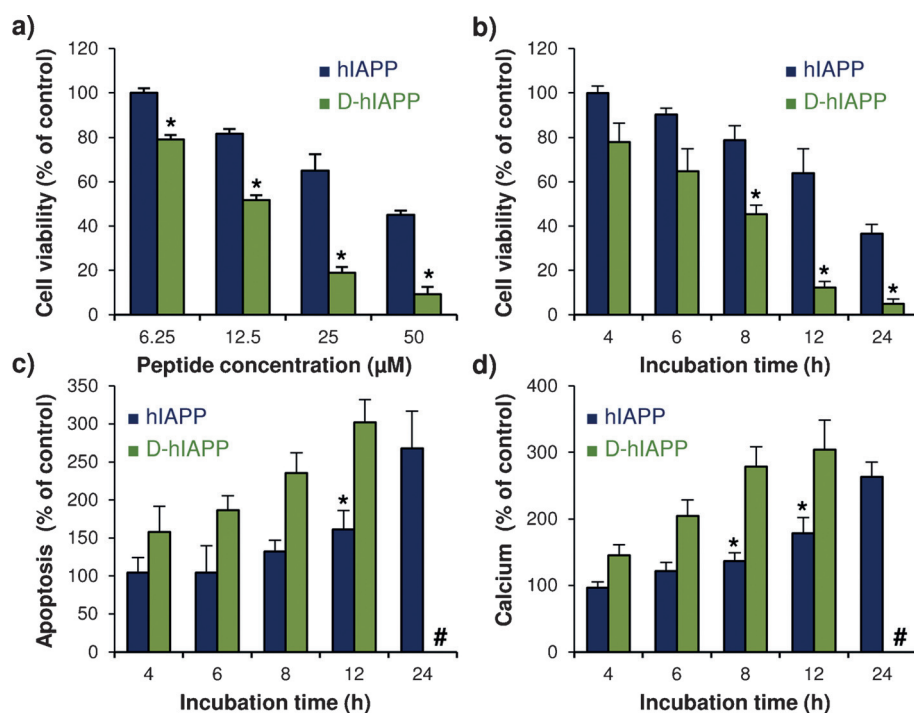 a)
Cell viability (% of control)
120
100
80
60
40
20
0
hIAPP
D-hIAPP
*
*
*
*
6.25 12.5 25 50
Peptide concentration (µM)
b)
Cell viability (% of control)
120
100
80
60
40
20
0
hIAPP
D-hIAPP
*
*
*
4 6 8 12 24
Incubation time (h)
c)
Apoptosis (% of control)
350
300
250
200
150
100
50
0
hIAPP
D-hIAPP
*
#
4 6 8 12 24
Incubation time (h)
d)
Calcium (% of control)
400
300
200
100
0
hIAPP
D-hIAPP
*
*
#
4 6 8 12 24
Incubation time (h)